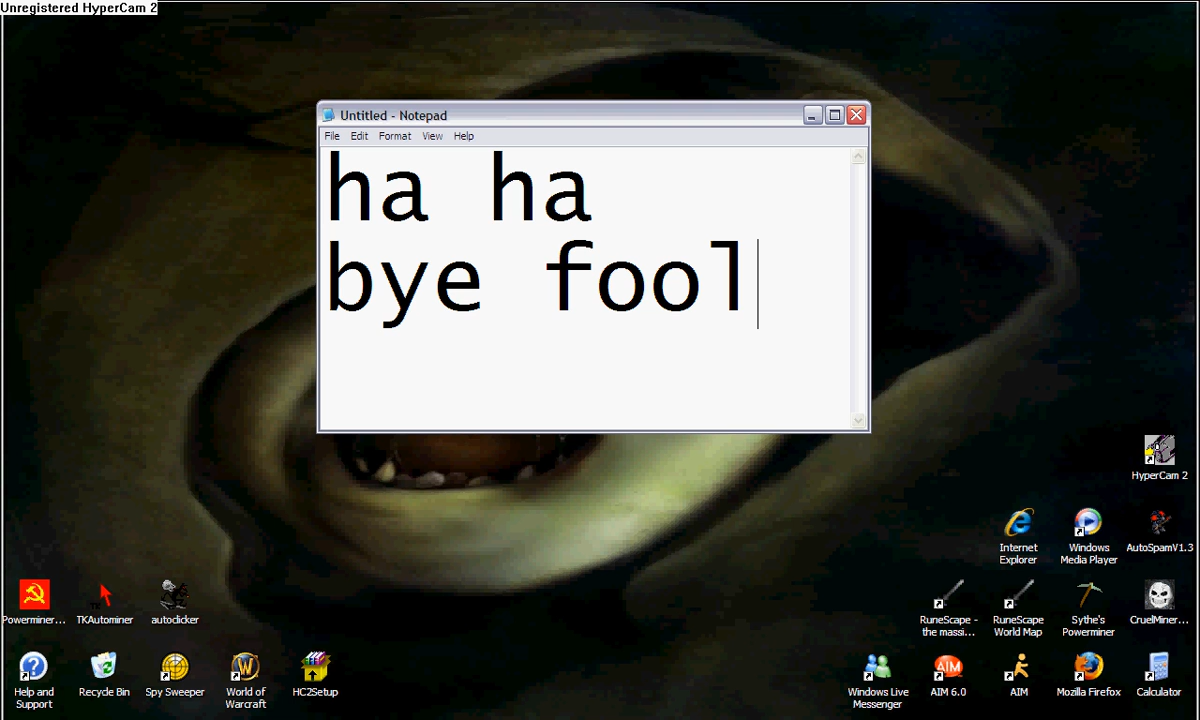 Unregistered HyperCam 2
Untitled - Notepad
File Edit Format View Help
ha ha
bye fool
HyperCam 2
Internet Explorer
Windows Media Player
AutoSpamV1.3
Powerminer...
TKAutominer
autoclicker
RuneScape - the massi...
RuneScape World Map
Sythe's Powerminer
CruelMiner...
Help and Support
Recycle Bin
Spy Sweeper
World of Warcraft
HC2Setup
Windows Live Messenger
AIM
AIM 6.0
AIM
Mozilla Firefox
Calculator